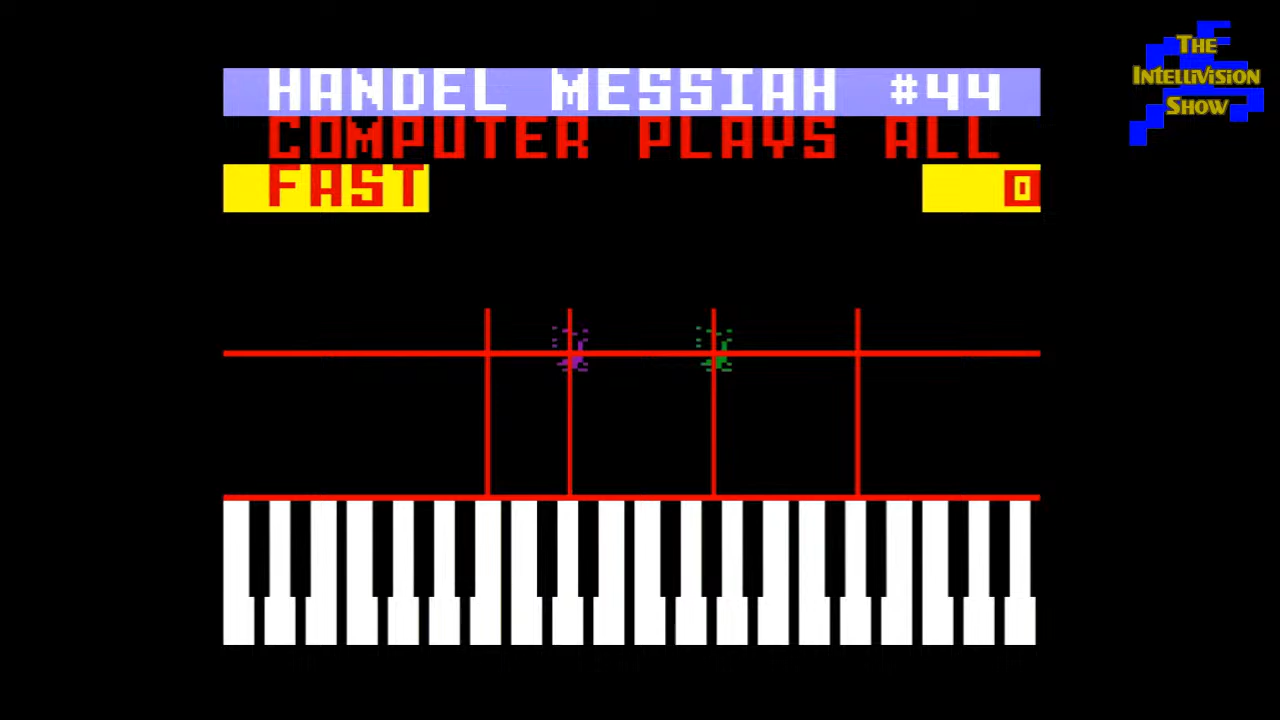 HANDEL MESSIAH #44
COMPUTER PLAYS ALL
FAST
0
THE
INTELLIVISION
SHOW